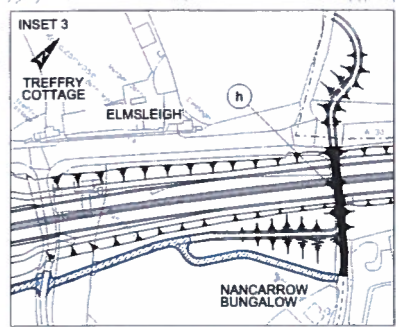 INSET 3
TREFFRY
COTTAGE
ELMSLEIGH
h
NANCARROW
BUNGALOW